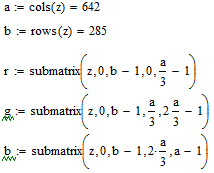 a := cols(z) = 642
b := rows(z) = 285
r := submatrix(z,0,b − 1,0,a/3 − 1)
g := submatrix(z,0,b − 1,a/3,2a/3 − 1)
b := submatrix(z,0,b − 1,2·a/3,a − 1)